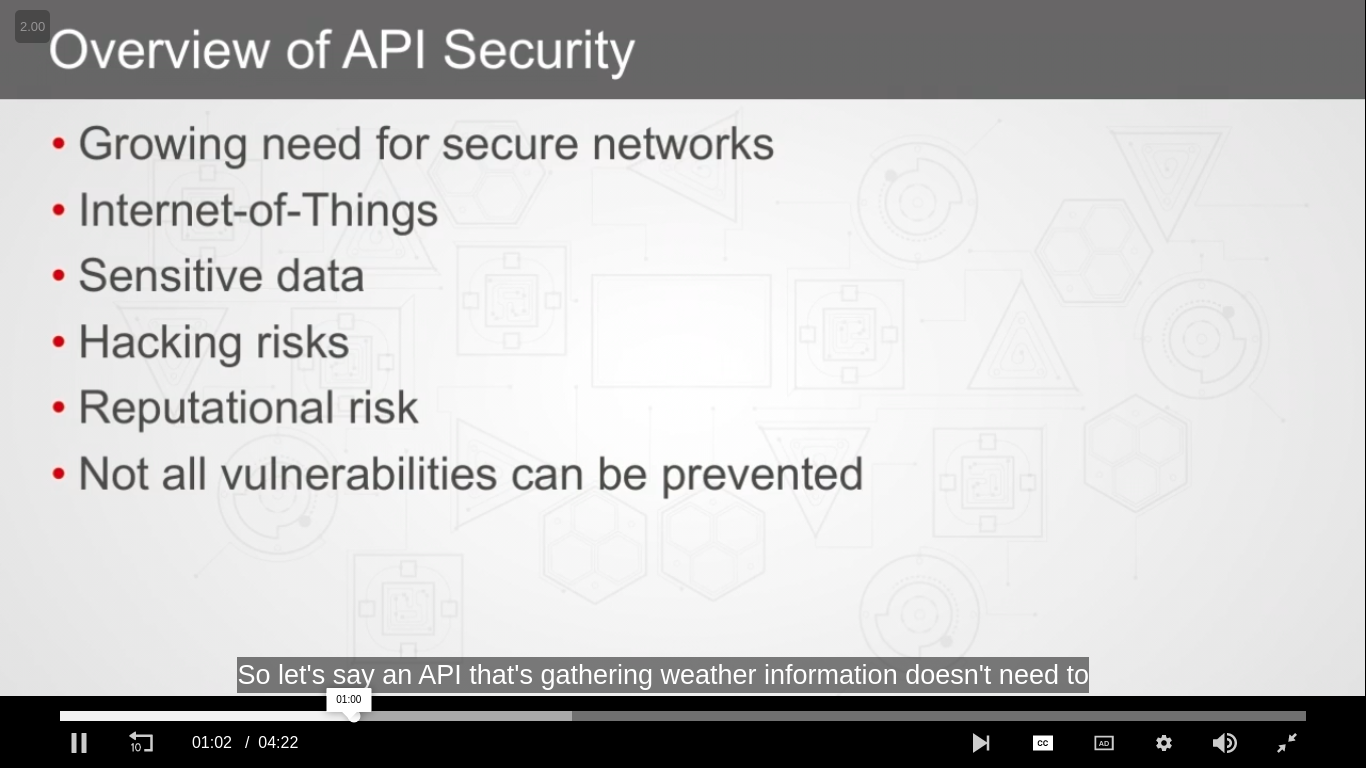 2.00
Overview of API Security
• Growing need for secure networks
• Internet-of-Things
• Sensitive data
• Hacking risks
• Reputational risk
• Not all vulnerabilities can be prevented
So let's say an API that's gathering weather information doesn't need to
01:00
10 01:02 / 04:22 CC AD